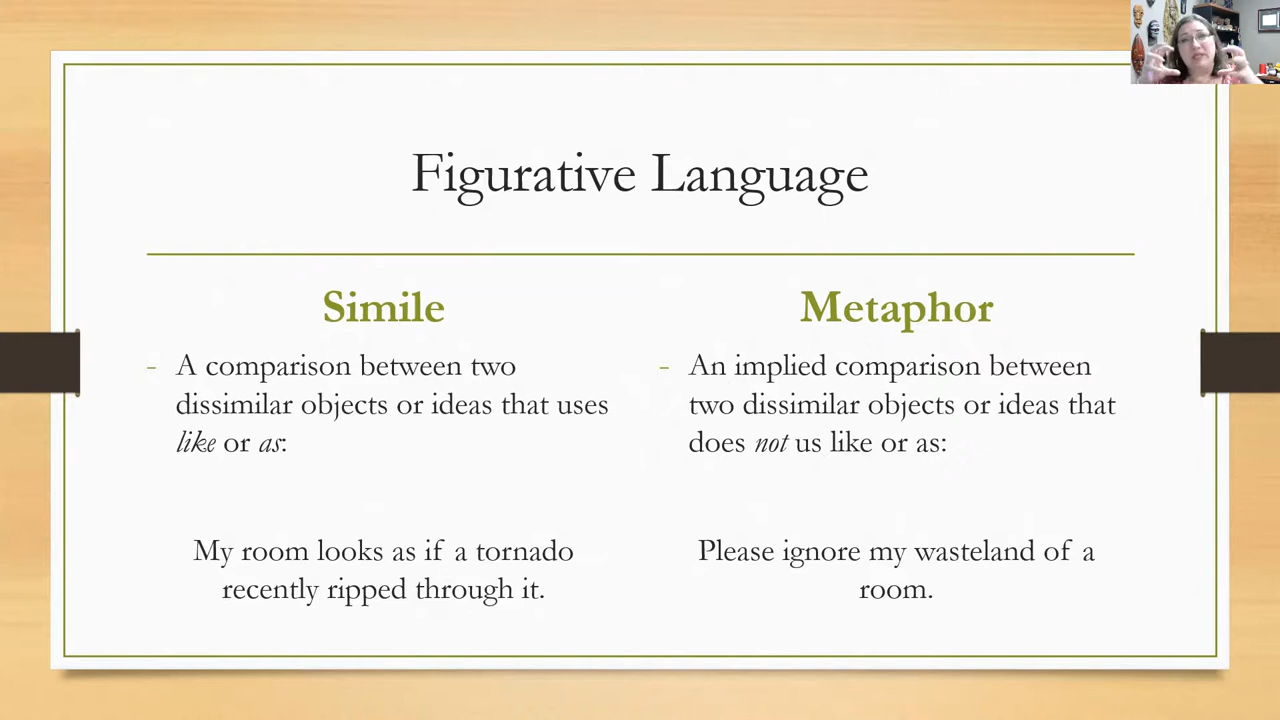 Figurative Language
Simile
- A comparison between two
dissimilar objects or ideas that uses
like or as:
My room looks as if a tornado
recently ripped through it.
Metaphor
- An implied comparison between
two dissimilar objects or ideas that
does not us like or as:
Please ignore my wasteland of a
room.